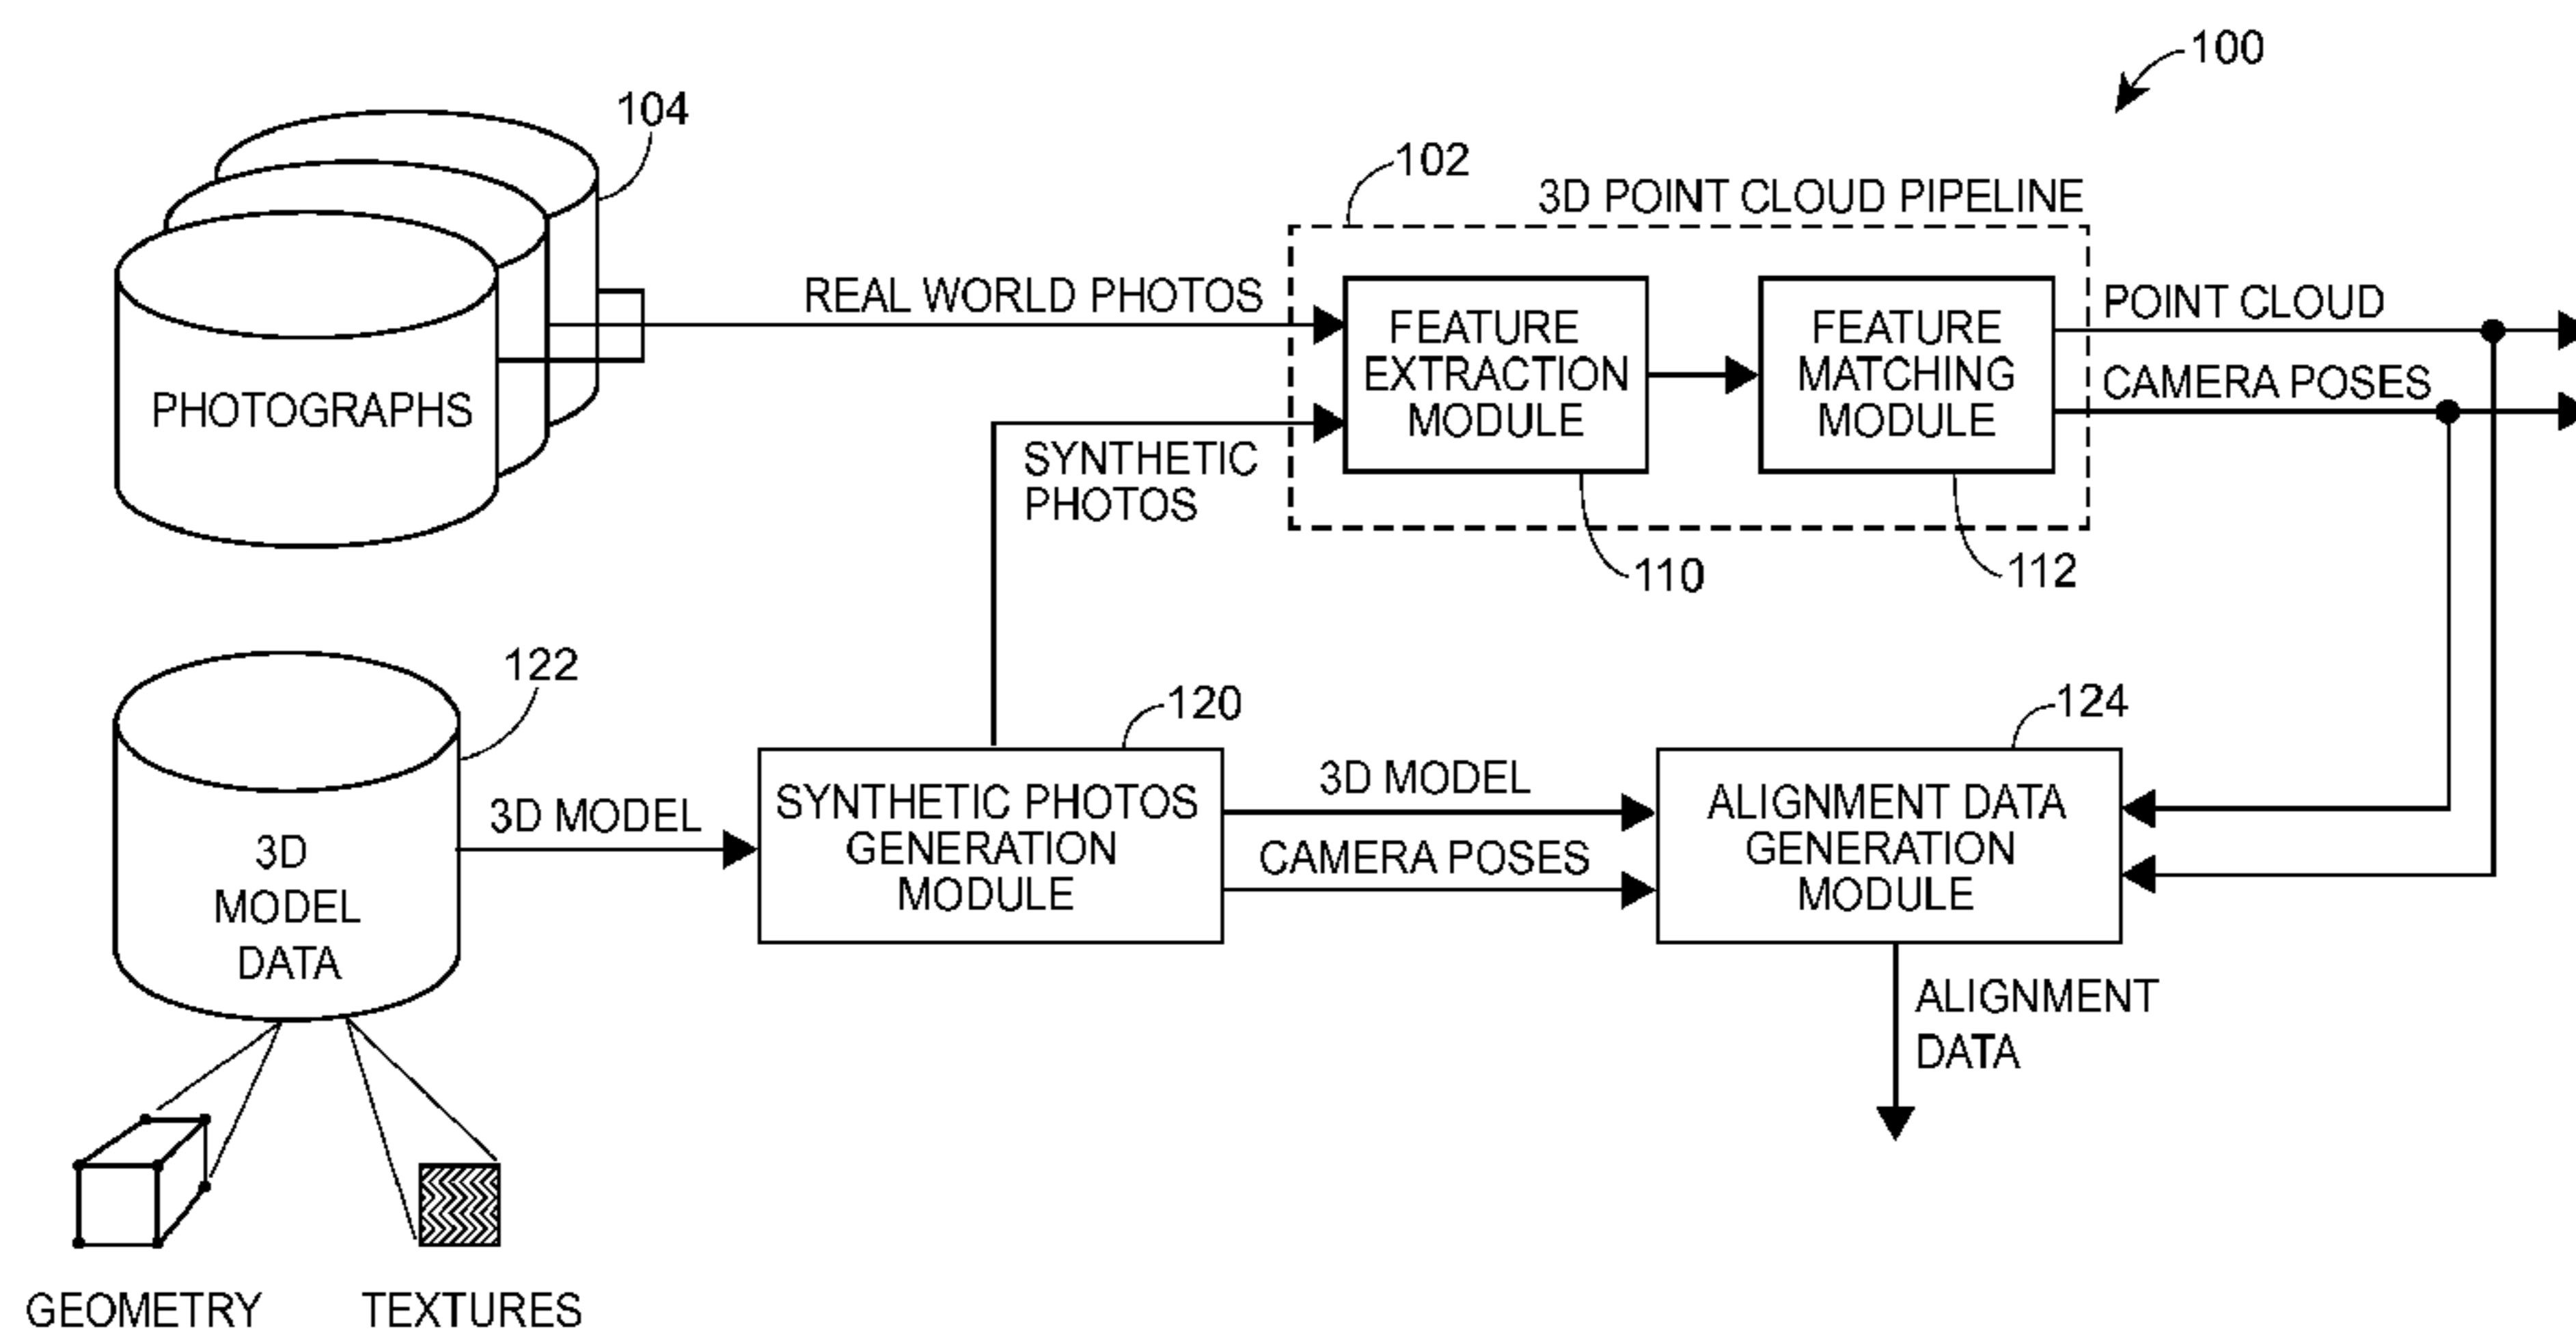 100
104
102
3D POINT CLOUD PIPELINE
REAL WORLD PHOTOS
POINT CLOUD
FEATURE
EXTRACTION
MODULE
FEATURE
MATCHING
MODULE
CAMERA POSES
PHOTOGRAPHS
SYNTHETIC
PHOTOS
110
112
122
120
124
3D MODEL
SYNTHETIC PHOTOS
GENERATION
MODULE
3D MODEL
CAMERA POSES
ALIGNMENT DATA
GENERATION
MODULE
3D
MODEL
DATA
ALIGNMENT
DATA
GEOMETRY
TEXTURES